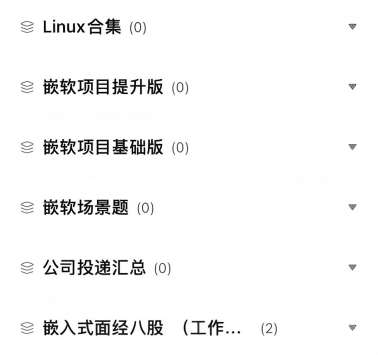 Linux合集 (0)
嵌软项目提升版 (0)
嵌软项目基础版 (0)
嵌软场景题 (0)
公司投递汇总 (0)
嵌入式面经八股 （工作... (2)